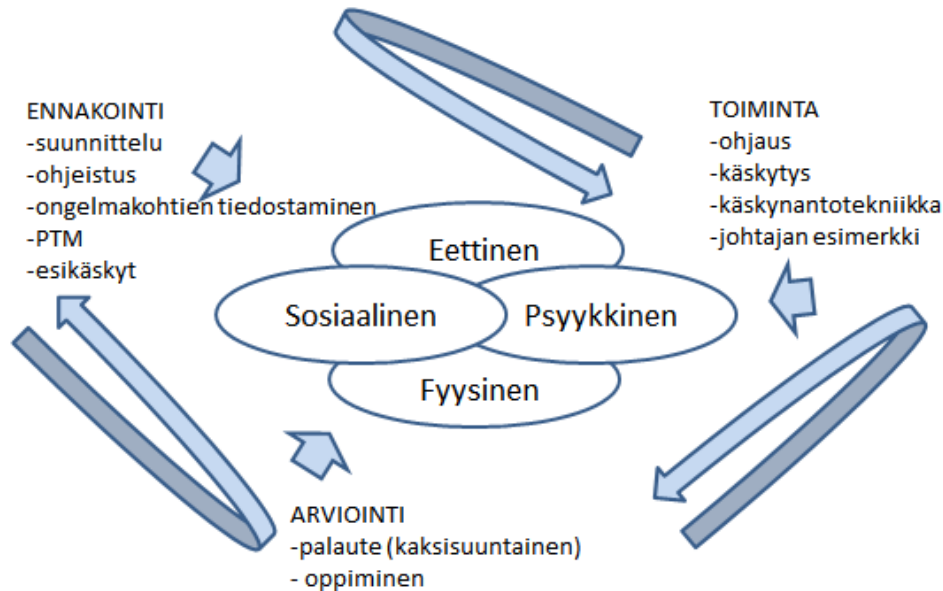 ENNAKOINTI
-suunnittelu
-ohjeistus
-ongelmakohtien tiedostaminen
-PTM
-esikäskyt
TOIMINTA
-ohjaus
-käskytys
-käskynantotekniikka
-johtajan esimerkki
Eettinen
Sosiaalinen
Psyykkinen
Fyysinen
ARVIOINTI
-palaute (kaksisuuntainen)
- oppiminen